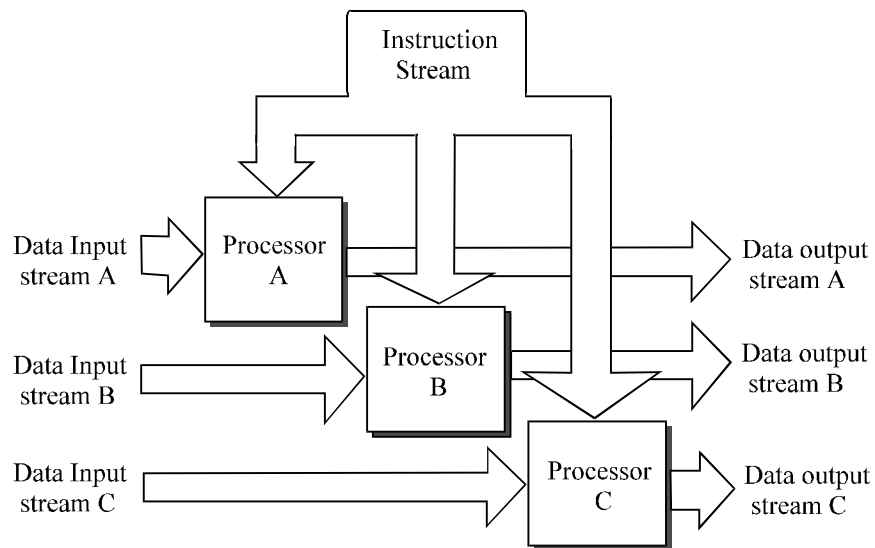 Instruction
Stream
Data Input
stream A
Processor
A
Data output
stream A
Data Input
stream B
Processor
B
Data output
stream B
Data Input
stream C
Processor
C
Data output
stream C